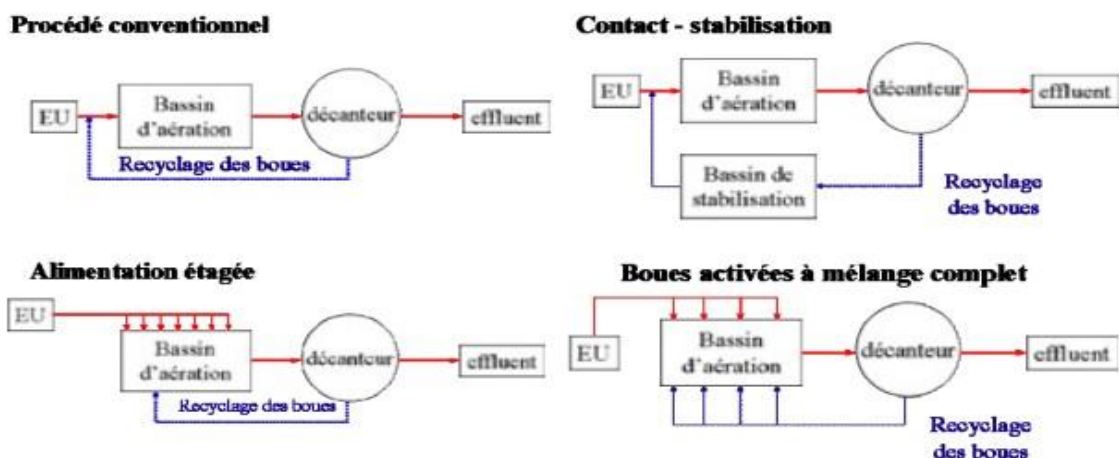 Procédé conventionnel
EU
Bassin
d'aération
décanteur
effluent
Recyclage des boues
Contact - stabilisation
EU
Bassin
d'aération
décanteur
effluent
Bassin de
stabilisation
Recyclage
des boues
Alimentation étagée
EU
Bassin
d'aération
décanteur
effluent
Recyclage des boues
Boues activées à mélange complet
EU
Bassin
d'aération
décanteur
effluent
Recyclage
des boues